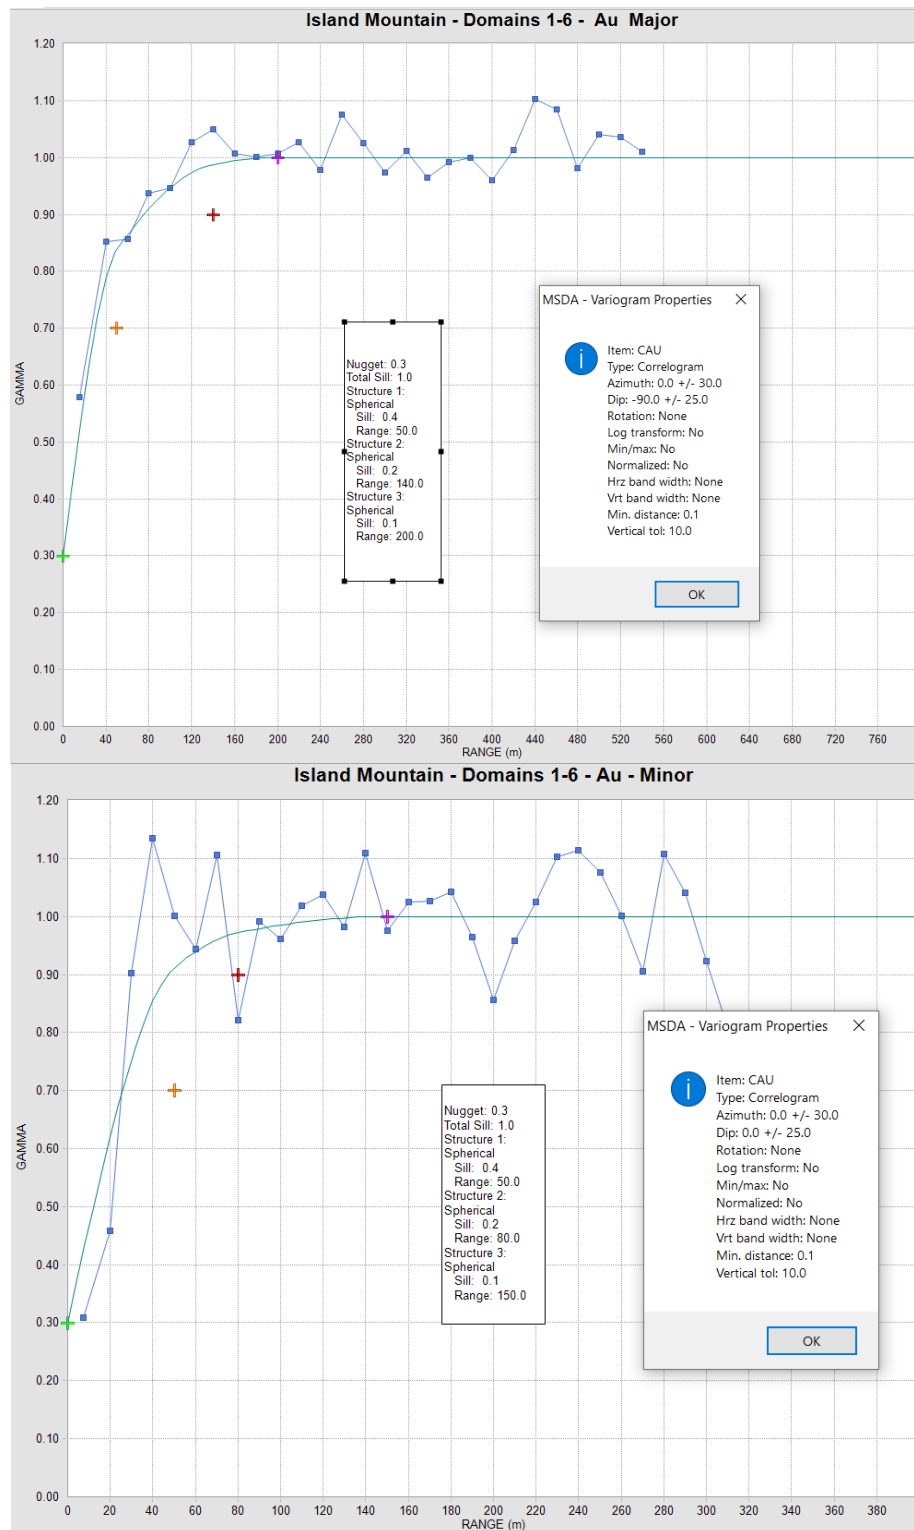 Island Mountain - Domains 1-6 - Au Major
1.20
1.10
1.00
0.90
0.80
0.70
0.60
0.50
0.40
0.30
0.20
0.10
0.00
GAMMA
Nugget: 0.3
Total Sill: 1.0
Structure 1:
Spherical
Sill: 0.4
Range: 50.0
Structure 2:
Spherical
Sill: 0.2
Range: 140.0
Structure 3:
Spherical
Sill: 0.1
Range: 200.0
MSDA - Variogram Properties
Item: CAU
Type: Correlogram
Azimuth: 0.0 +/- 30.0
Dip: -90.0 +/- 25.0
Rotation: None
Log transform: No
Min/max: No
Normalized: No
Hrz band width: None
Vrt band width: None
Min. distance: 0.1
Vertical tol: 10.0
OK
0 40 80 120 160 200 240 280 320 360 400 440 480 520 560 600 640 680 720 760
RANGE (m)
Island Mountain - Domains 1-6 - Au - Minor
1.20
1.10
1.00
0.90
0.80
0.70
0.60
0.50
0.40
0.30
0.20
0.10
0.00
GAMMA
Nugget: 0.3
Total Sill: 1.0
Structure 1:
Spherical
Sill: 0.4
Range: 50.0
Structure 2:
Spherical
Sill: 0.2
Range: 80.0
Structure 3:
Spherical
Sill: 0.1
Range: 150.0
MSDA - Variogram Properties
Item: CAU
Type: Correlogram
Azimuth: 0.0 +/- 30.0
Dip: 0.0 +/- 25.0
Rotation: None
Log transform: No
Min/max: No
Normalized: No
Hrz band width: None
Vrt band width: None
Min. distance: 0.1
Vertical tol: 10.0
OK
0 20 40 60 80 100 120 140 160 180 200 220 240 260 280 300 320 340 360 380
RANGE (m)